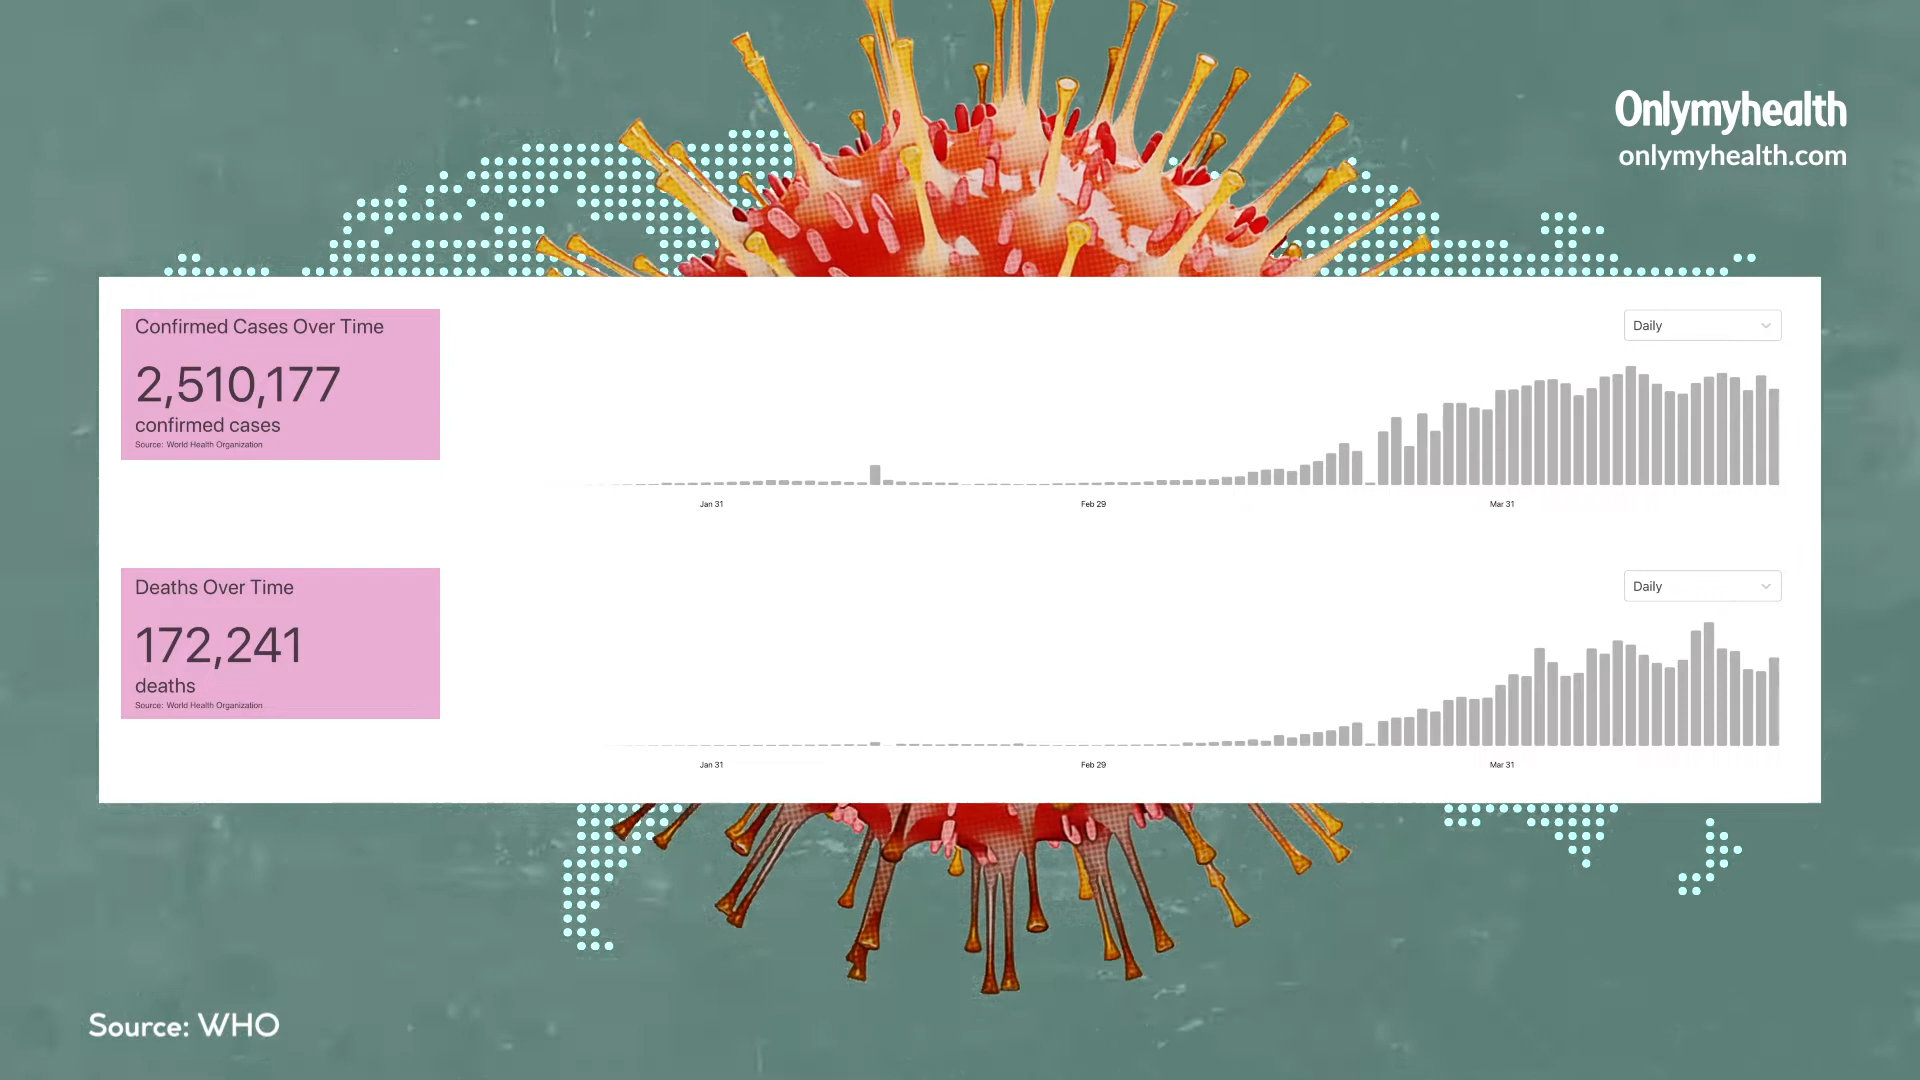 Onlymyhealth
onlymyhealth.com
Confirmed Cases Over Time
2,510,177
confirmed cases
Source: World Health Organization
Daily
Jan 31
Feb 29
Mar 31
Deaths Over Time
172,241
deaths
Source: World Health Organization
Daily
Jan 31
Feb 29
Mar 31
Source: WHO